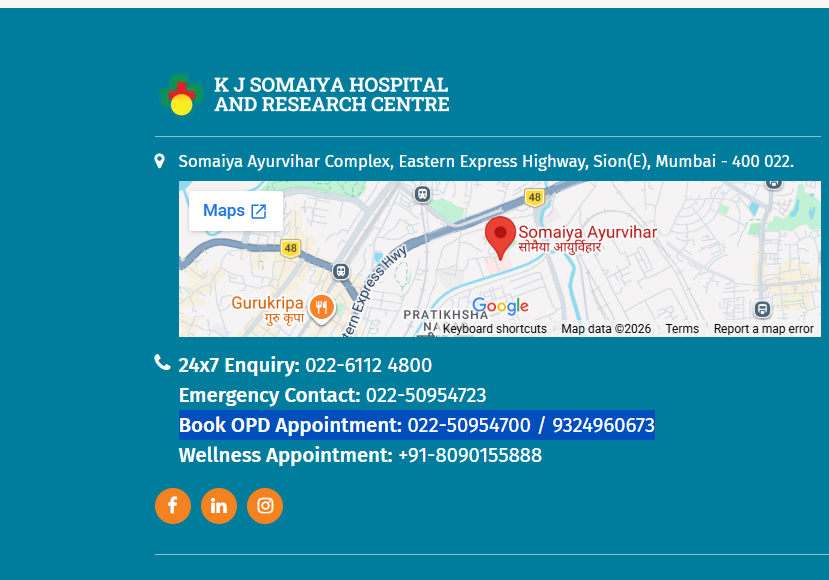 K J SOMAIYA HOSPITAL
AND RESEARCH CENTRE
Somaiya Ayurvihar Complex, Eastern Express Highway, Sion(E), Mumbai - 400 022.
Maps
48
48
Somaiya Ayurvihar
सोमैया आयुर्विहार
Gurukripa
गुरु कृपा
tern Express Hwy
PRATIKHSHA
NA
Google
Keyboard shortcuts Map data ©2026 Terms Report a map error
24x7 Enquiry: 022-6112 4800
Emergency Contact: 022-50954723
Book OPD Appointment: 022-50954700 / 9324960673
Wellness Appointment: +91-8090155888